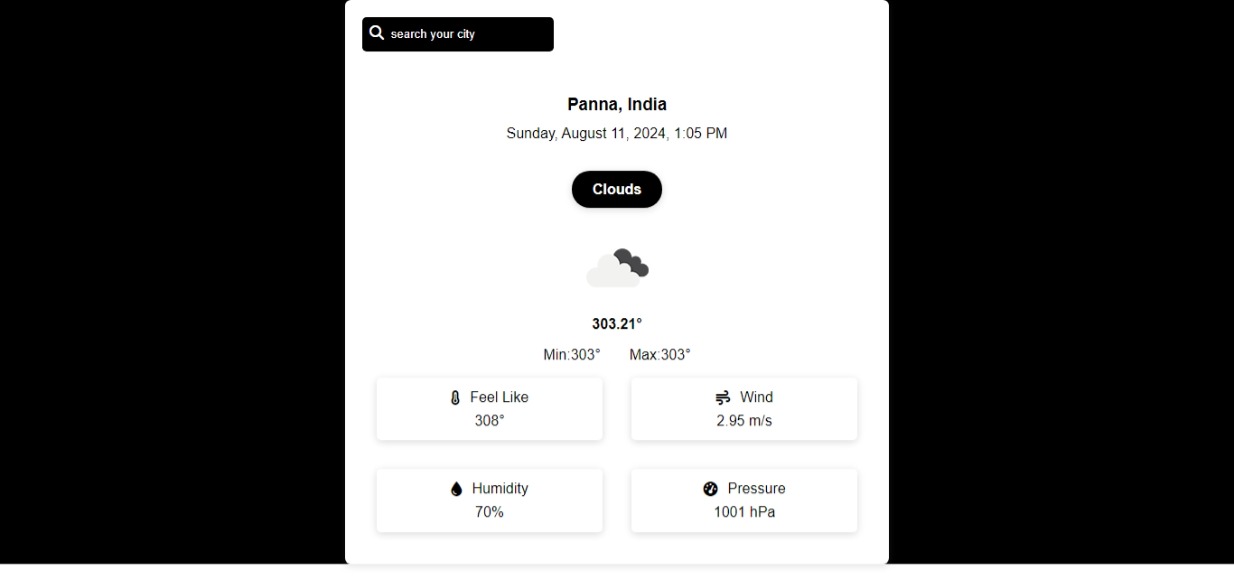 search your city
Panna, India
Sunday, August 11, 2024, 1:05 PM
Clouds
303.21°
Min:303° Max:303°
Feel Like
308°
Wind
2.95 m/s
Humidity
70%
Pressure
1001 hPa